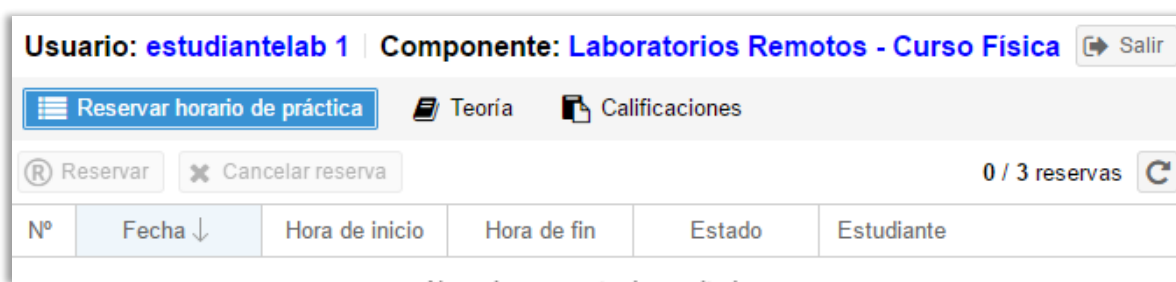 Usuario: estudiantelab 1 | Componente: Laboratorios Remotos - Curso Física Salir
Reservar horario de práctica Teoría Calificaciones
® Reservar Cancelar reserva 0 / 3 reservas
Nº Fecha ↓ Hora de inicio Hora de fin Estado Estudiante